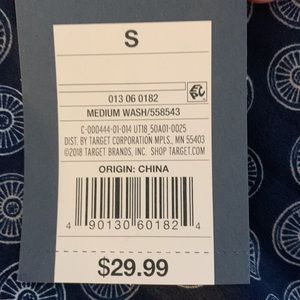 S
013 06 0182
MEDIUM WASH/558543
C-000444-01-014 UT18 50A01-0025
DIST. BY TARGET CORPORATION MPLS, MN 55403
©2018 TARGET BRANDS, INC. SHOP TARGET.COM
ORIGIN: CHINA
4 90130 60182 4
$29.99